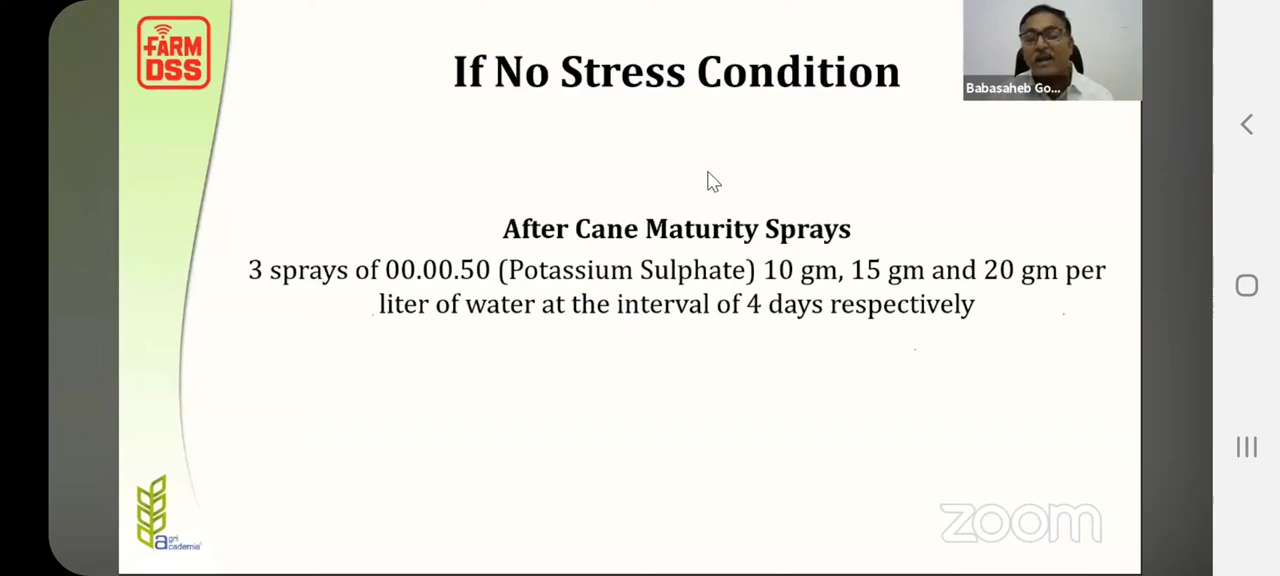 FARM
DSS
If No Stress Condition
Babasaheb Go...
After Cane Maturity Sprays
3 sprays of 00.00.50 (Potassium Sulphate) 10 gm, 15 gm and 20 gm per
liter of water at the interval of 4 days respectively
agri
academia
zoom